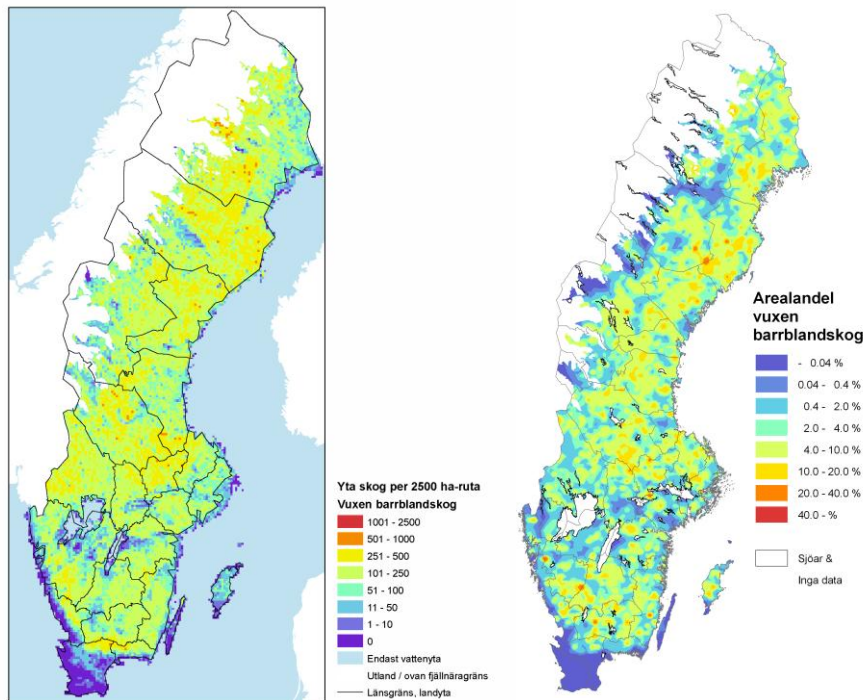 Yta skog per 2500 ha-ruta
Vuxen barrblandskog
1001 - 2500
501 - 1000
251 - 500
101 - 250
51 - 100
11 - 50
1 - 10
0
Endast vattenyta
Utland / ovan fjällnäragräns
Länsgräns, landyta
Arealandel
vuxen
barrblandskog
- 0.04 %
0.04 - 0.4 %
0.4 - 2.0 %
2.0 - 4.0 %
4.0 - 10.0 %
10.0 - 20.0 %
20.0 - 40.0 %
40.0 - %
Sjöar &
Inga data